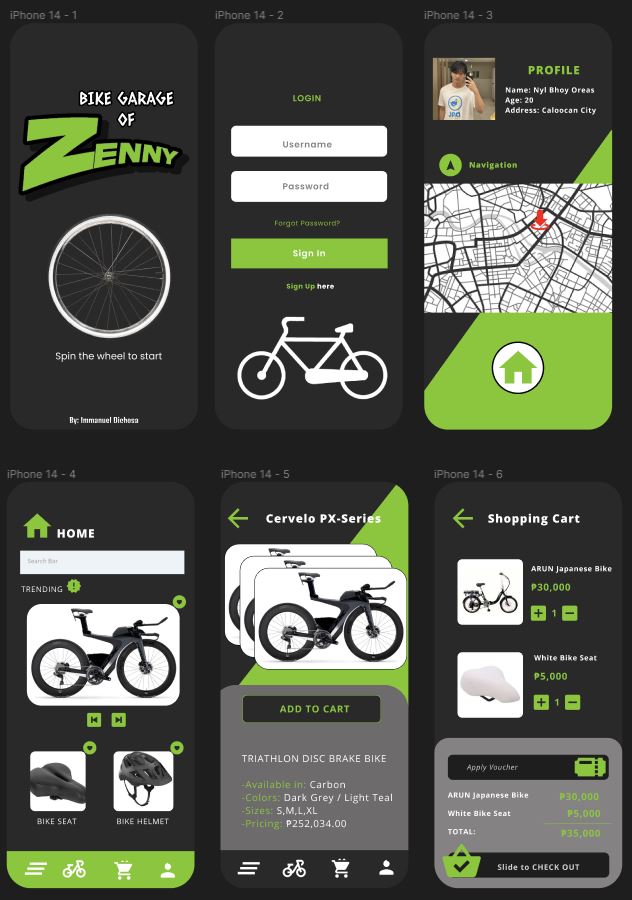 iPhone 14 - 1
BIKE GARAGE
OF
ZENNY
Spin the wheel to start
By: Immanuel Dichosa
iPhone 14 - 2
LOGIN
Username
Password
Forgot Password?
Sign In
Sign Up here
iPhone 14 - 3
PROFILE
Name: Nyl Bhoy Oreas
Age: 20
Address: Caloocan City
JPIA
Navigation
iPhone 14 - 4
HOME
Search Bar
TRENDING
BIKE SEAT
BIKE HELMET
iPhone 14 - 5
Cervelo PX-Series
ADD TO CART
TRIATHLON DISC BRAKE BIKE
-Available in: Carbon
-Colors: Dark Grey / Light Teal
-Sizes: S,M,L,XL
-Pricing: ₱252,034.00
iPhone 14 - 6
Shopping Cart
ARUN Japanese Bike
₱30,000
1
White Bike Seat
₱5,000
1
Apply Voucher
ARUN Japanese Bike ₱30,000
White Bike Seat ₱5,000
TOTAL: ₱35,000
Slide to CHECK OUT